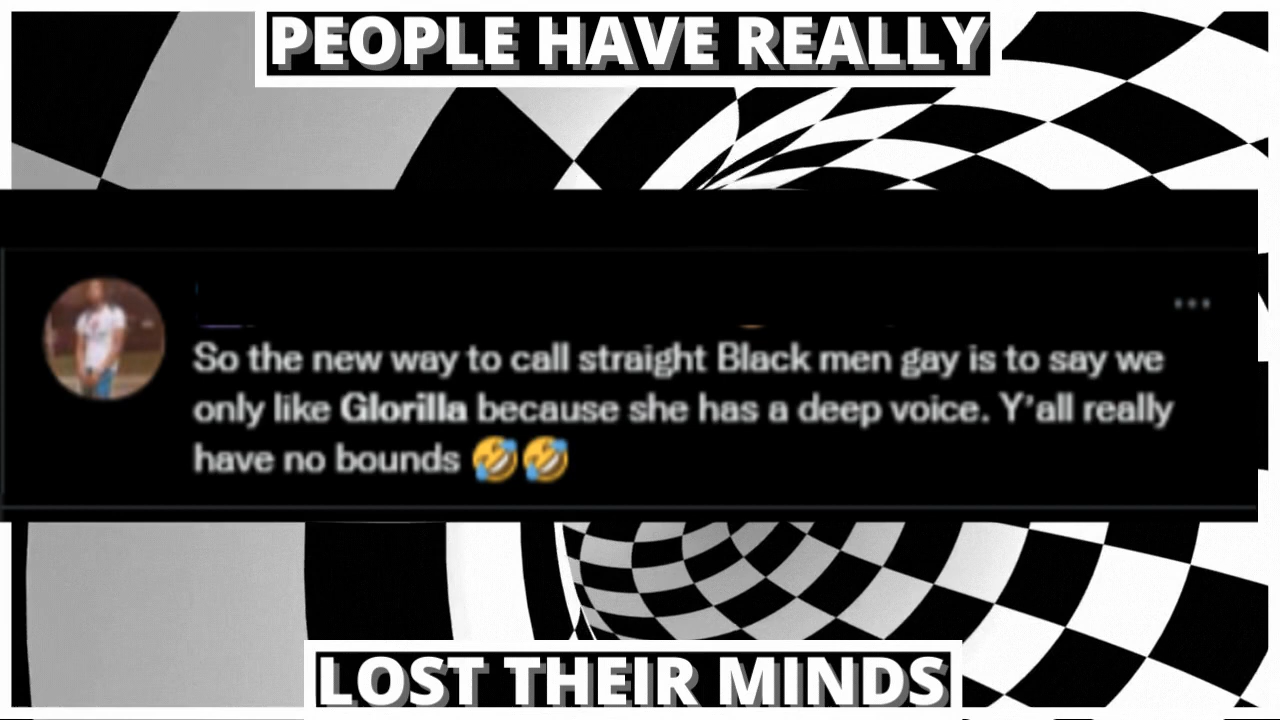 PEOPLE HAVE REALLY
So the new way to call straight Black men gay is to say we
only like Glorilla because she has a deep voice. Y’all really
have no bounds 🤣🤣
LOST THEIR MINDS